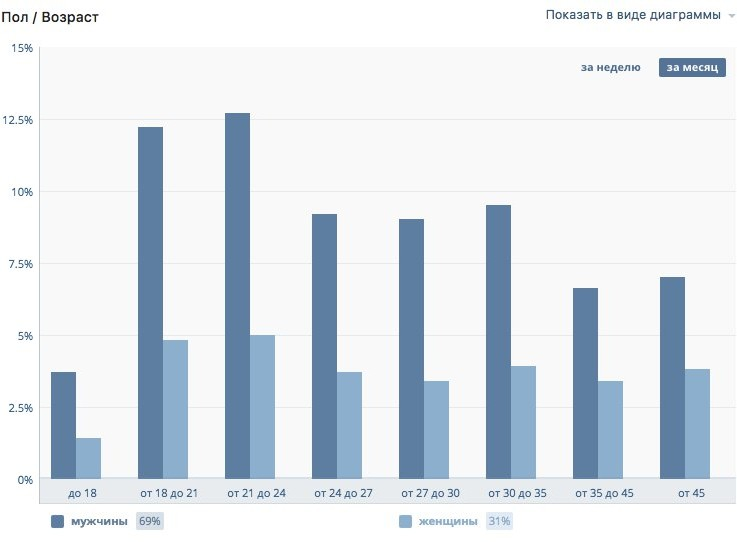 Пол / Возраст
Показать в виде диаграммы
15%
за неделю за месяц
12.5%
10%
7.5%
5%
2.5%
0%
до 18 от 18 до 21 от 21 до 24 от 24 до 27 от 27 до 30 от 30 до 35 от 35 до 45 от 45
мужчины 69% женщины 31%